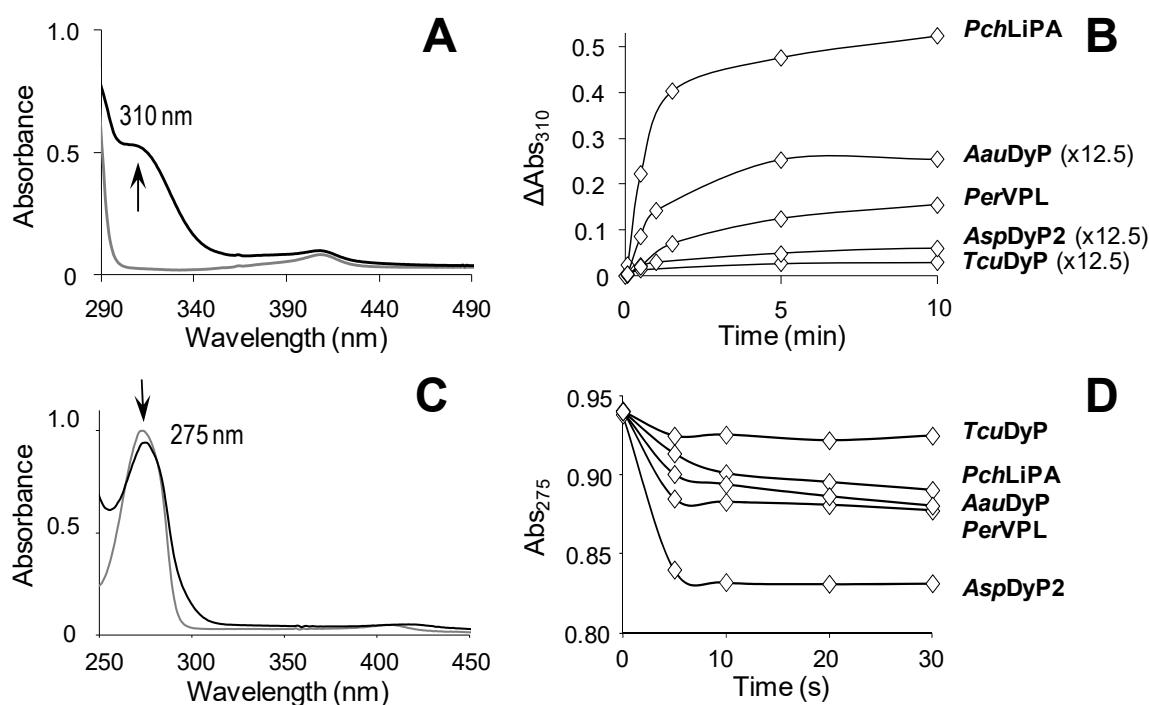 A
1.0
0.5
0
Absorbance
310 nm
290 340 390 440 490
Wavelength (nm)
B
0.5
0.4
0.3
0.2
0.1
0
ΔAbs310
PchLiPA
AauDyP (x12.5)
PerVPL
AspDyP2 (x12.5)
TcuDyP (x12.5)
0 5 10
Time (min)
C
1.0
0.5
0
Absorbance
275 nm
250 300 350 400 450
Wavelength (nm)
D
0.95
0.90
0.85
0.80
Abs275
TcuDyP
PchLiPA
AauDyP
PerVPL
AspDyP2
0 10 20 30
Time (s)